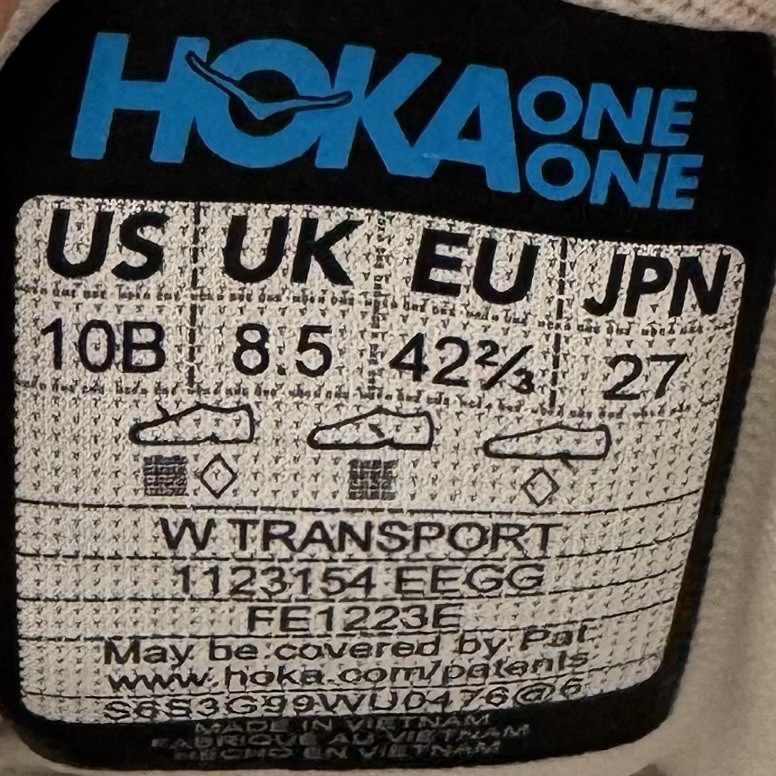 HOKA ONE ONE
US UK EU JPN
10B 8.5 42⅔ 27
W TRANSPORT
1123154 EEGG
FE1223E
May be covered by Pat.
www.hoka.com/patents
S6S3G99WU0476@6
MADE IN VIETNAM
FABRIQUÉ AU VIETNAM
HECHO EN VIETNAM